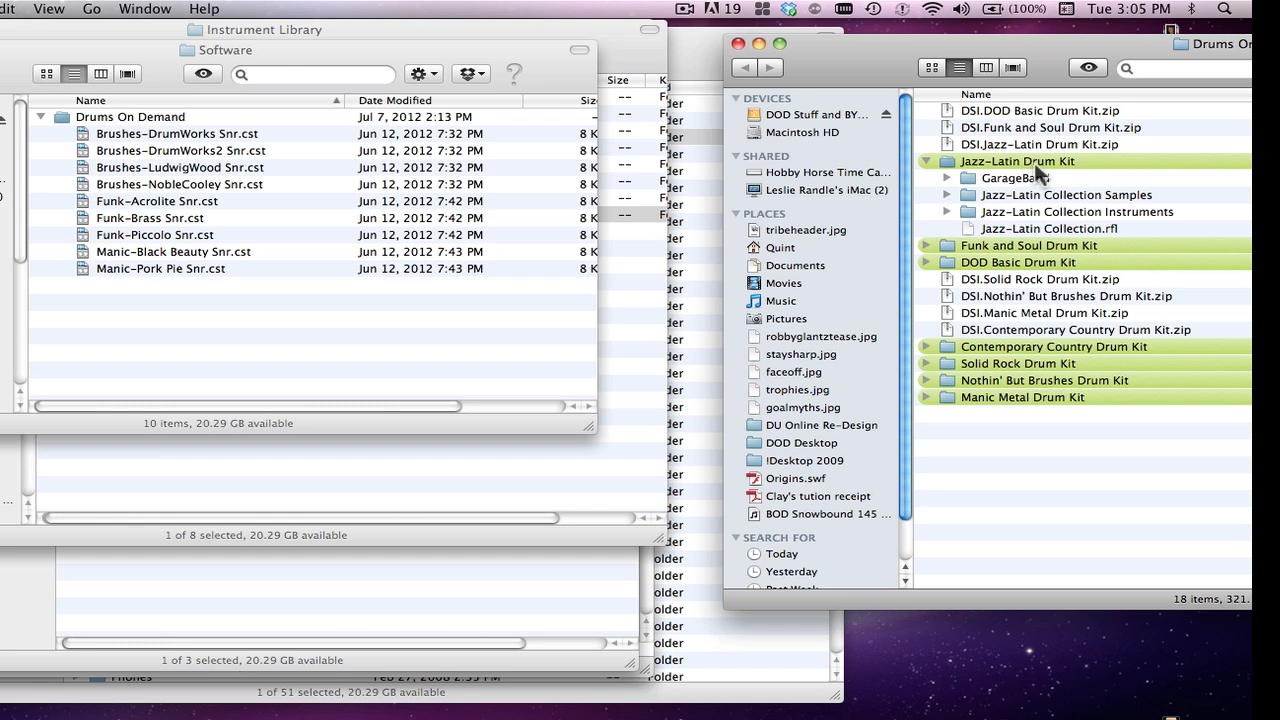 dit View Go Window Help
19 (100%) Tue 3:05 PM
Instrument Library
Software
Name Date Modified Siz
Drums On Demand Jul 7, 2012 2:13 PM --
Brushes-DrumWorks Snr.cst Jun 12, 2012 7:32 PM 8 K
Brushes-DrumWorks2 Snr.cst Jun 12, 2012 7:32 PM 8 K
Brushes-LudwigWood Snr.cst Jun 12, 2012 7:32 PM 8 K
Brushes-NobleCooley Snr.cst Jun 12, 2012 7:32 PM 8 K
Funk-Acrolite Snr.cst Jun 12, 2012 7:42 PM 8 K
Funk-Brass Snr.cst Jun 12, 2012 7:42 PM 8 K
Funk-Piccolo Snr.cst Jun 12, 2012 7:42 PM 8 K
Manic-Black Beauty Snr.cst Jun 12, 2012 7:43 PM 8 K
Manic-Pork Pie Snr.cst Jun 12, 2012 7:43 PM 8 K
10 items, 20.29 GB available
Size K
-- F
-- F
-- F
-- F
-- F
-- F
-- F
-- F
1 of 8 selected, 20.29 GB available
1 of 3 selected, 20.29 GB available
1 of 51 selected, 20.29 GB available
Drums On
DEVICES
DOD Stuff and BY...
Macintosh HD
SHARED
Hobby Horse Time Ca...
Leslie Randle's iMac (2)
PLACES
tribeheader.jpg
Quint
Documents
Movies
Music
Pictures
robbyglantztease.jpg
staysharp.jpg
faceoff.jpg
trophies.jpg
goalmyths.jpg
DU Online Re-Design
DOD Desktop
!Desktop 2009
Origins.swf
Clay's tution receipt
BOD Snowbound 145 ...
SEARCH FOR
Today
Yesterday
Name
DSI.DOD Basic Drum Kit.zip
DSI.Funk and Soul Drum Kit.zip
DSI.Jazz-Latin Drum Kit.zip
Jazz-Latin Drum Kit
GarageBa
Jazz-Latin Collection Samples
Jazz-Latin Collection Instruments
Jazz-Latin Collection.rfl
Funk and Soul Drum Kit
DOD Basic Drum Kit
DSI.Solid Rock Drum Kit.zip
DSI.Nothin' But Brushes Drum Kit.zip
DSI.Manic Metal Drum Kit.zip
DSI.Contemporary Country Drum Kit.zip
Contemporary Country Drum Kit
Solid Rock Drum Kit
Nothin' But Brushes Drum Kit
Manic Metal Drum Kit
18 items, 321.